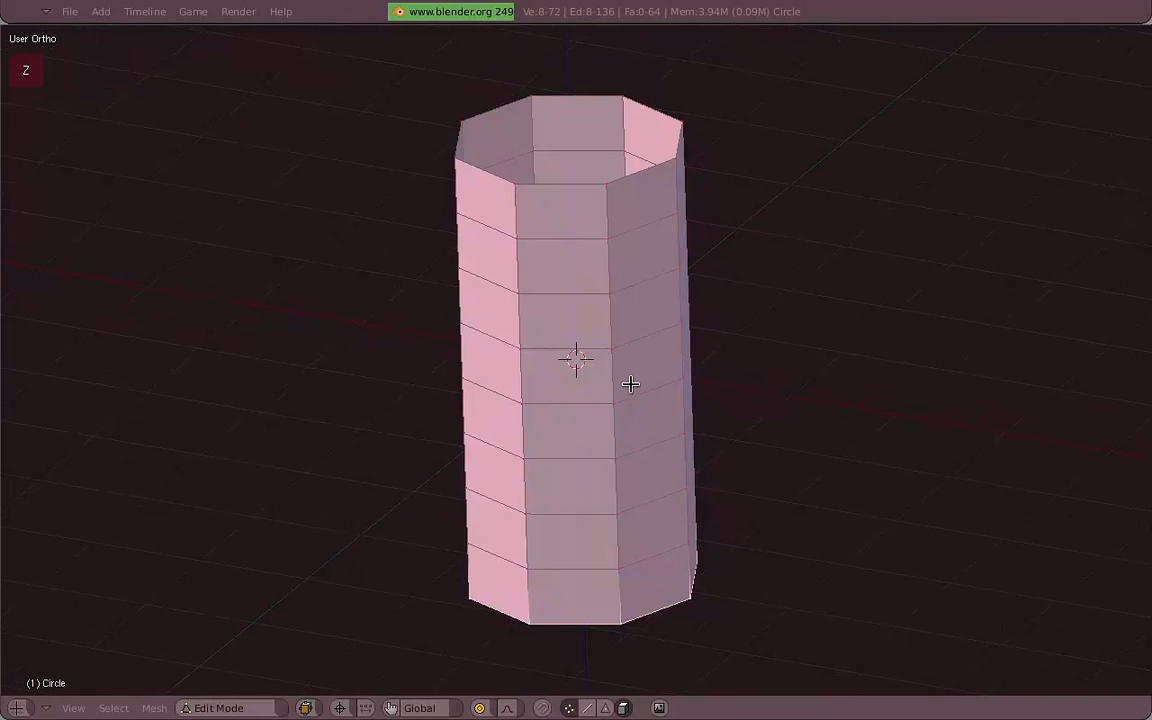 File Add Timeline Game Render Help www.blender.org 249 Ve:8-72 | Ed:8-136 | Fa:0-64 | Mem:3.94M (0.09M) Circle
User Ortho
Z
(1) Circle
View Select Mesh Edit Mode Global